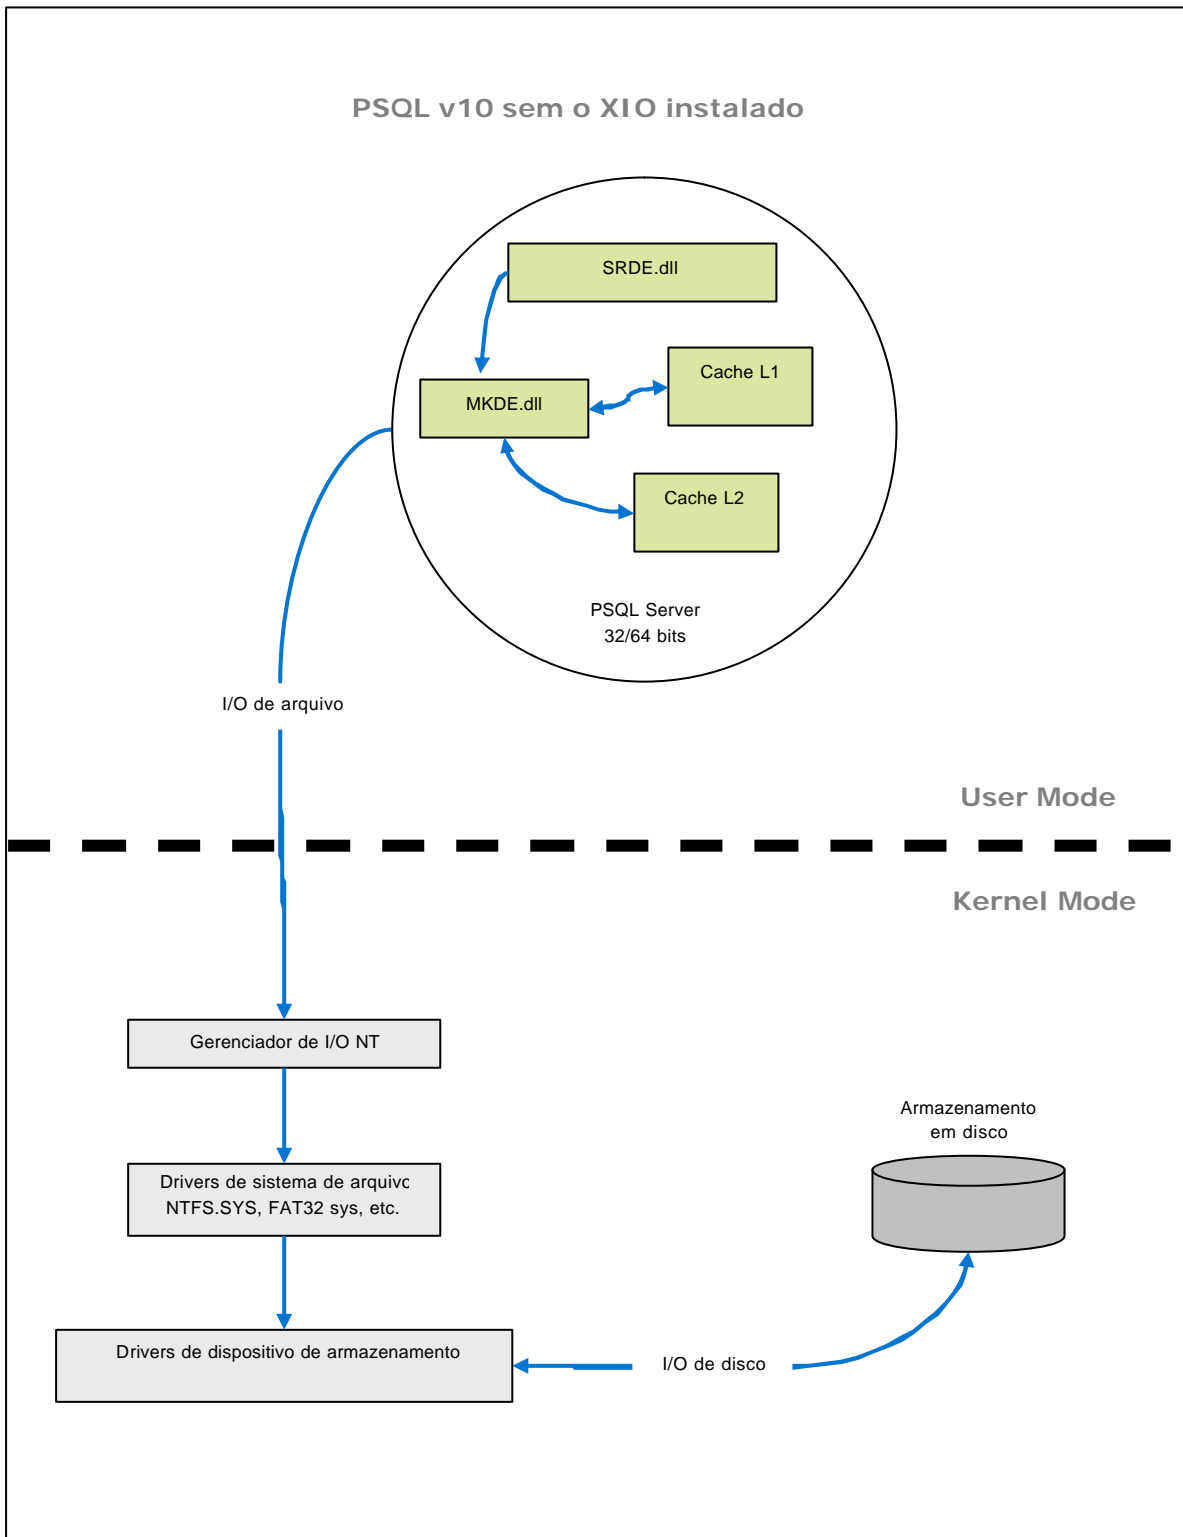 PSQL v10 sem o XIO instalado
SRDE.dll
Cache L1
MKDE.dll
Cache L2
PSQL Server
32/64 bits
I/O de arquivo
User Mode
Kernel Mode
Gerenciador de I/O NT
Armazenamento
em disco
Drivers de sistema de arquivo
NTFS.SYS, FAT32 sys, etc.
Drivers de dispositivo de armazenamento
I/O de disco